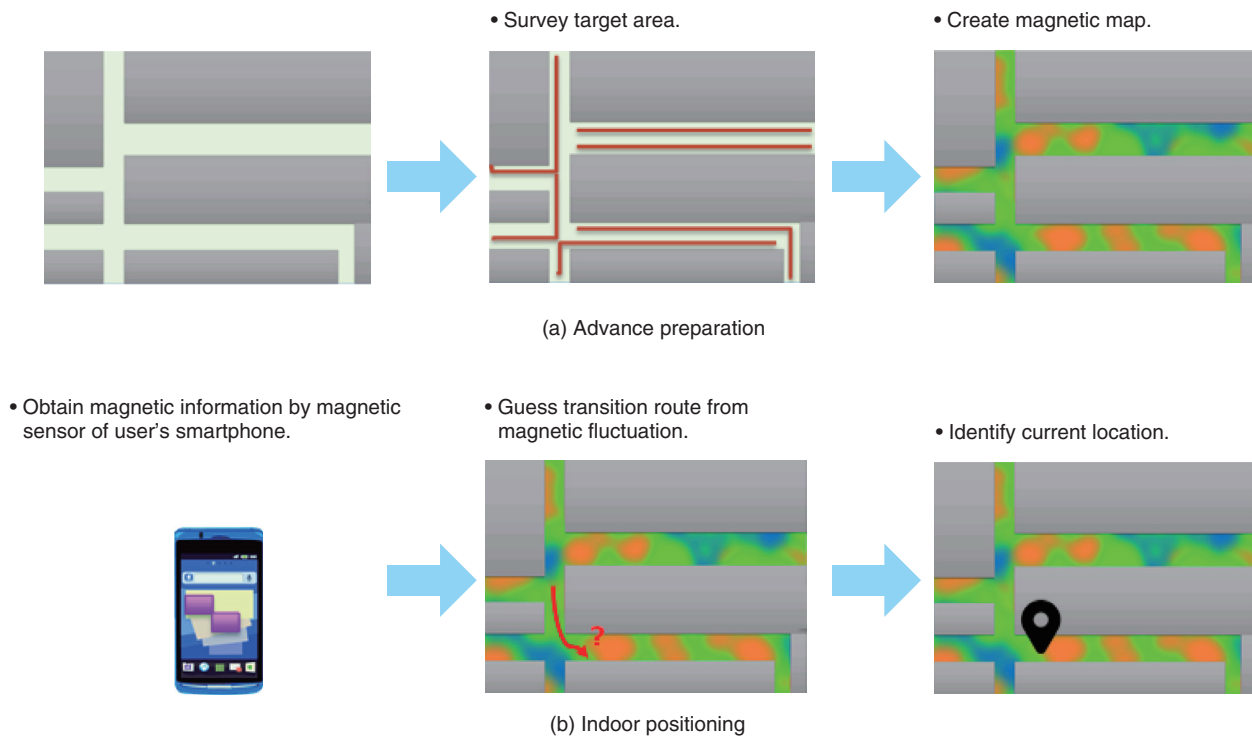 • Survey target area.
• Create magnetic map.
(a) Advance preparation
• Obtain magnetic information by magnetic
sensor of user's smartphone.
• Guess transition route from
magnetic fluctuation.
• Identify current location.
?
(b) Indoor positioning